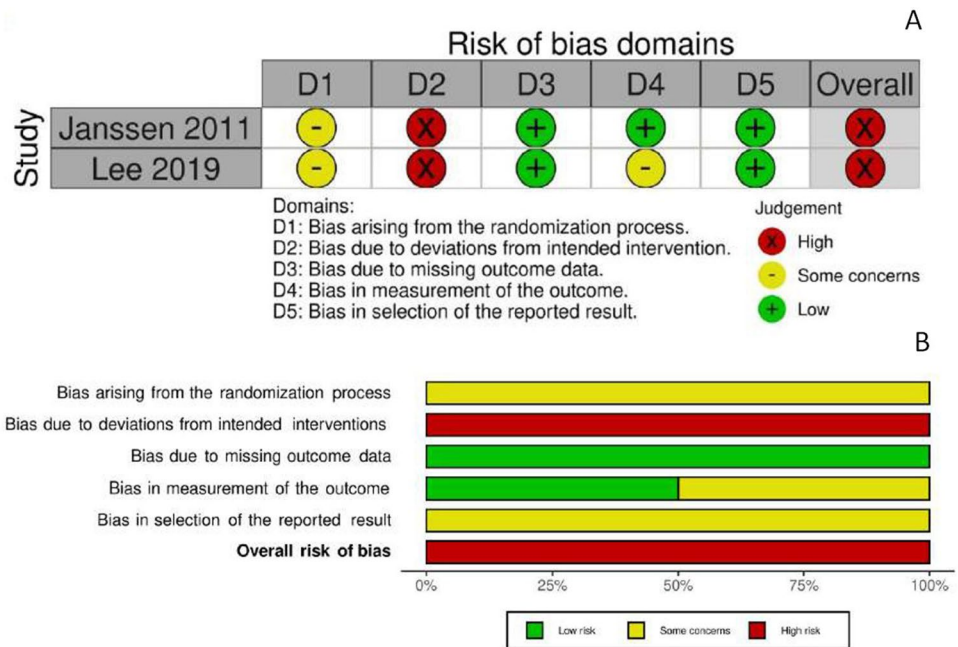 A
Risk of bias domains
D1 D2 D3 D4 D5 Overall
Study
Janssen 2011 - X + + + X
Lee 2019 - X + - + X
Domains:
D1: Bias arising from the randomization process.
D2: Bias due to deviations from intended intervention.
D3: Bias due to missing outcome data.
D4: Bias in measurement of the outcome.
D5: Bias in selection of the reported result.
Judgement
X High
- Some concerns
+ Low
B
Bias arising from the randomization process
Bias due to deviations from intended interventions
Bias due to missing outcome data
Bias in measurement of the outcome
Bias in selection of the reported result
Overall risk of bias
0% 25% 50% 75% 100%
Low risk Some concerns High risk